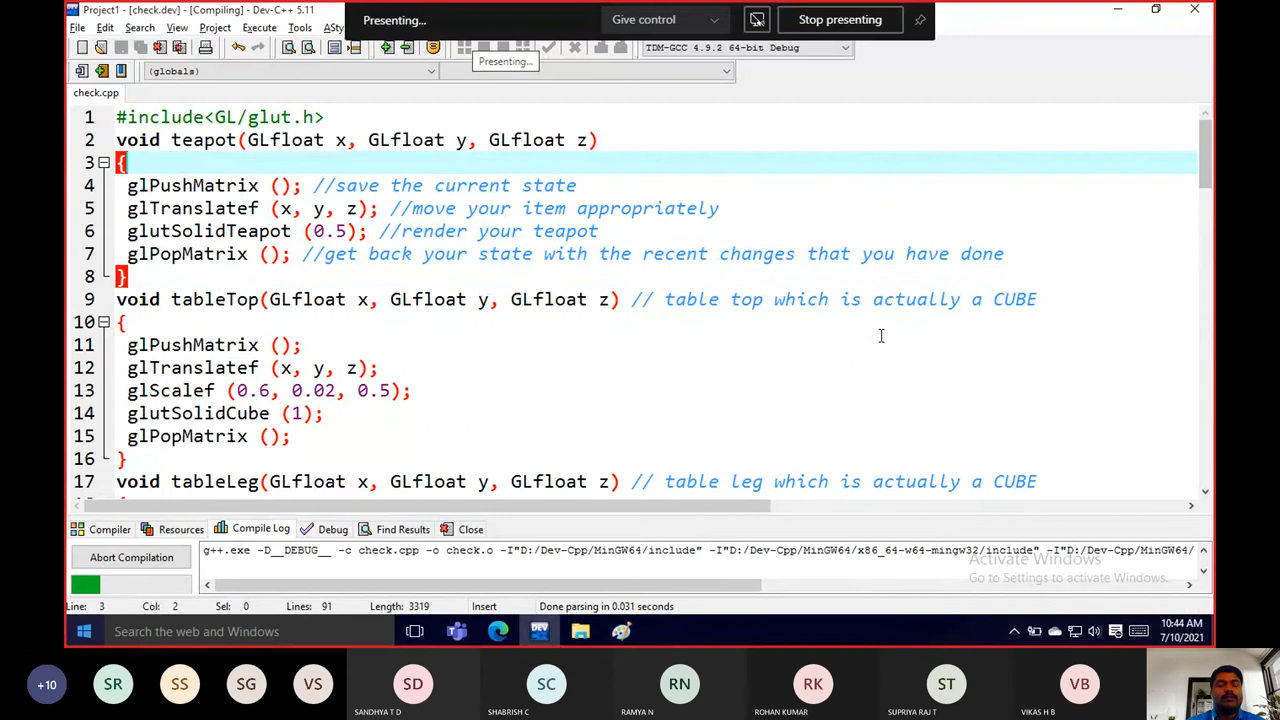 Project1 - [check.dev] - [Compiling] - Dev-C++ 5.11
Presenting...
Give control
Stop presenting
File Edit Search View Project Execute Tools AStyle
Presenting...
TDM-GCC 4.9.2 64-bit Debug
(globals)
check.cpp
1 #include<GL/glut.h>
2 void teapot(GLfloat x, GLfloat y, GLfloat z)
3 {
4 glPushMatrix (); //save the current state
5 glTranslatef (x, y, z); //move your item appropriately
6 glutSolidTeapot (0.5); //render your teapot
7 glPopMatrix (); //get back your state with the recent changes that you have done
8 }
9 void tableTop(GLfloat x, GLfloat y, GLfloat z) // table top which is actually a CUBE
10 {
11 glPushMatrix ();
12 glTranslatef (x, y, z);
13 glScalef (0.6, 0.02, 0.5);
14 glutSolidCube (1);
15 glPopMatrix ();
16 }
17 void tableLeg(GLfloat x, GLfloat y, GLfloat z) // table leg which is actually a CUBE
Compiler Resources Compile Log Debug Find Results Close
Abort Compilation
g++.exe -D__DEBUG__ -c check.cpp -o check.o -I"D:/Dev-Cpp/MinGW64/include" -I"D:/Dev-Cpp/MinGW64/x86_64-w64-mingw32/include" -I"D:/Dev-Cpp/MinGW64/
Activate Windows
Go to Settings to activate Windows.
Line: 3 Col: 2 Sel: 0 Lines: 91 Length: 3319 Insert Done parsing in 0.031 seconds
Search the web and Windows
DEV
10:44 AM
7/10/2021
+10 SR SS SG VS SD SC RN RK ST VB
SANDHYA T D SHABRISH C RAMYA N ROHAN KUMAR SUPRIYA RAJ T VIKAS H B